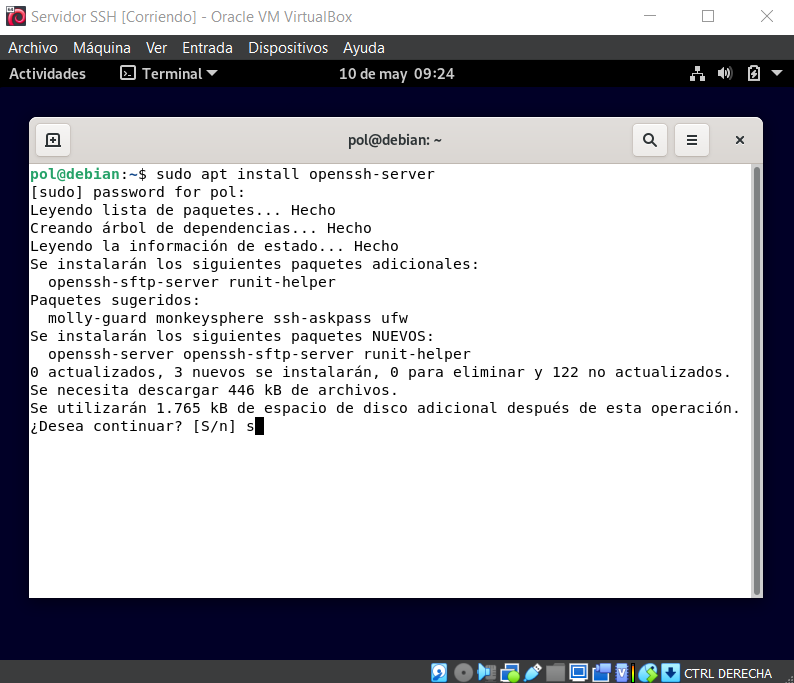 Servidor SSH [Corriendo] - Oracle VM VirtualBox
Archivo Máquina Ver Entrada Dispositivos Ayuda
Actividades Terminal 10 de may 09:24
pol@debian: ~
pol@debian:~$ sudo apt install openssh-server
[sudo] password for pol:
Leyendo lista de paquetes... Hecho
Creando árbol de dependencias... Hecho
Leyendo la información de estado... Hecho
Se instalarán los siguientes paquetes adicionales:
  openssh-sftp-server runit-helper
Paquetes sugeridos:
  molly-guard monkeysphere ssh-askpass ufw
Se instalarán los siguientes paquetes NUEVOS:
  openssh-server openssh-sftp-server runit-helper
0 actualizados, 3 nuevos se instalarán, 0 para eliminar y 122 no actualizados.
Se necesita descargar 446 kB de archivos.
Se utilizarán 1.765 kB de espacio de disco adicional después de esta operación.
¿Desea continuar? [S/n] s
CTRL DERECHA